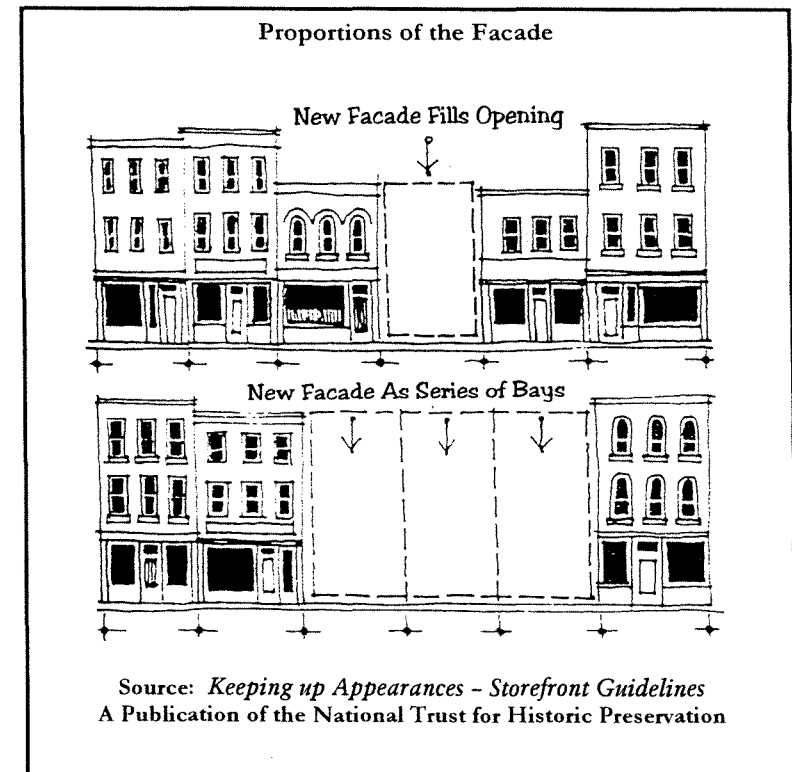 Proportions of the Facade
New Facade Fills Opening
New Facade As Series of Bays
Source: Keeping up Appearances – Storefront Guidelines
A Publication of the National Trust for Historic Preservation